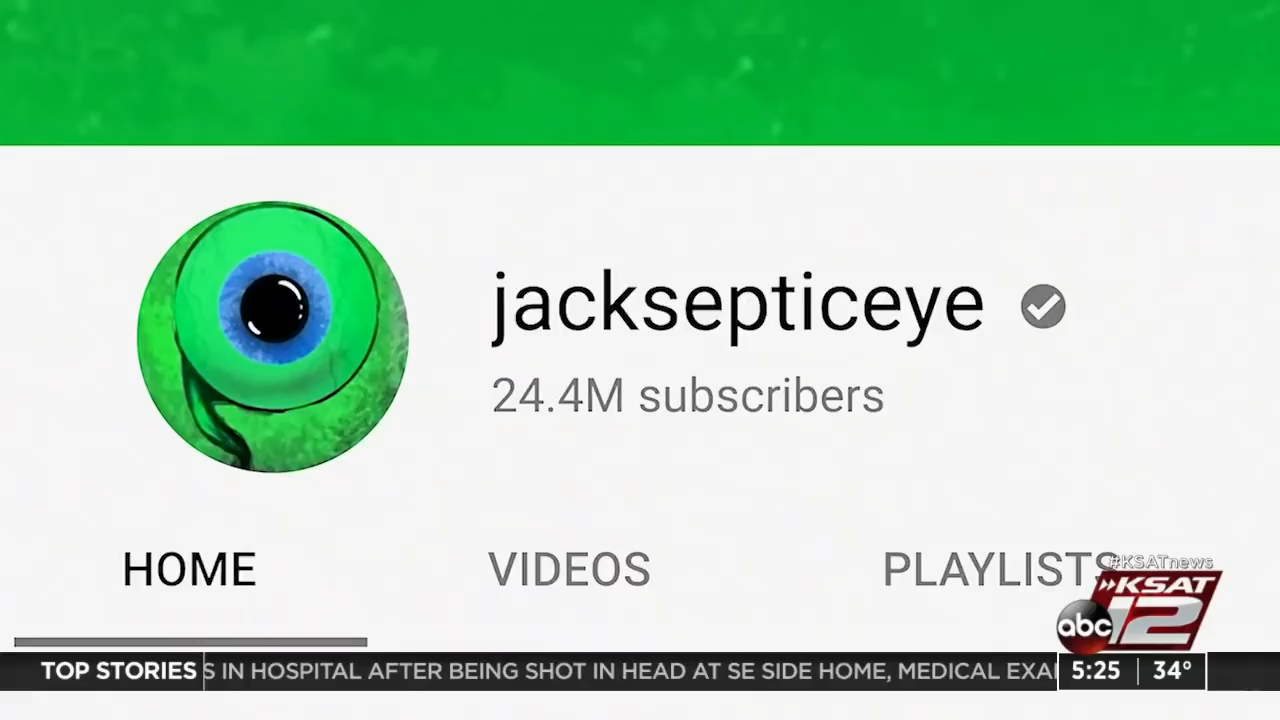 jacksepticeye
24.4M subscribers
HOME VIDEOS PLAYLISTS
#KSATnews
KSAT
abc 12
TOP STORIES S IN HOSPITAL AFTER BEING SHOT IN HEAD AT SE SIDE HOME, MEDICAL EXA 5:25 34°